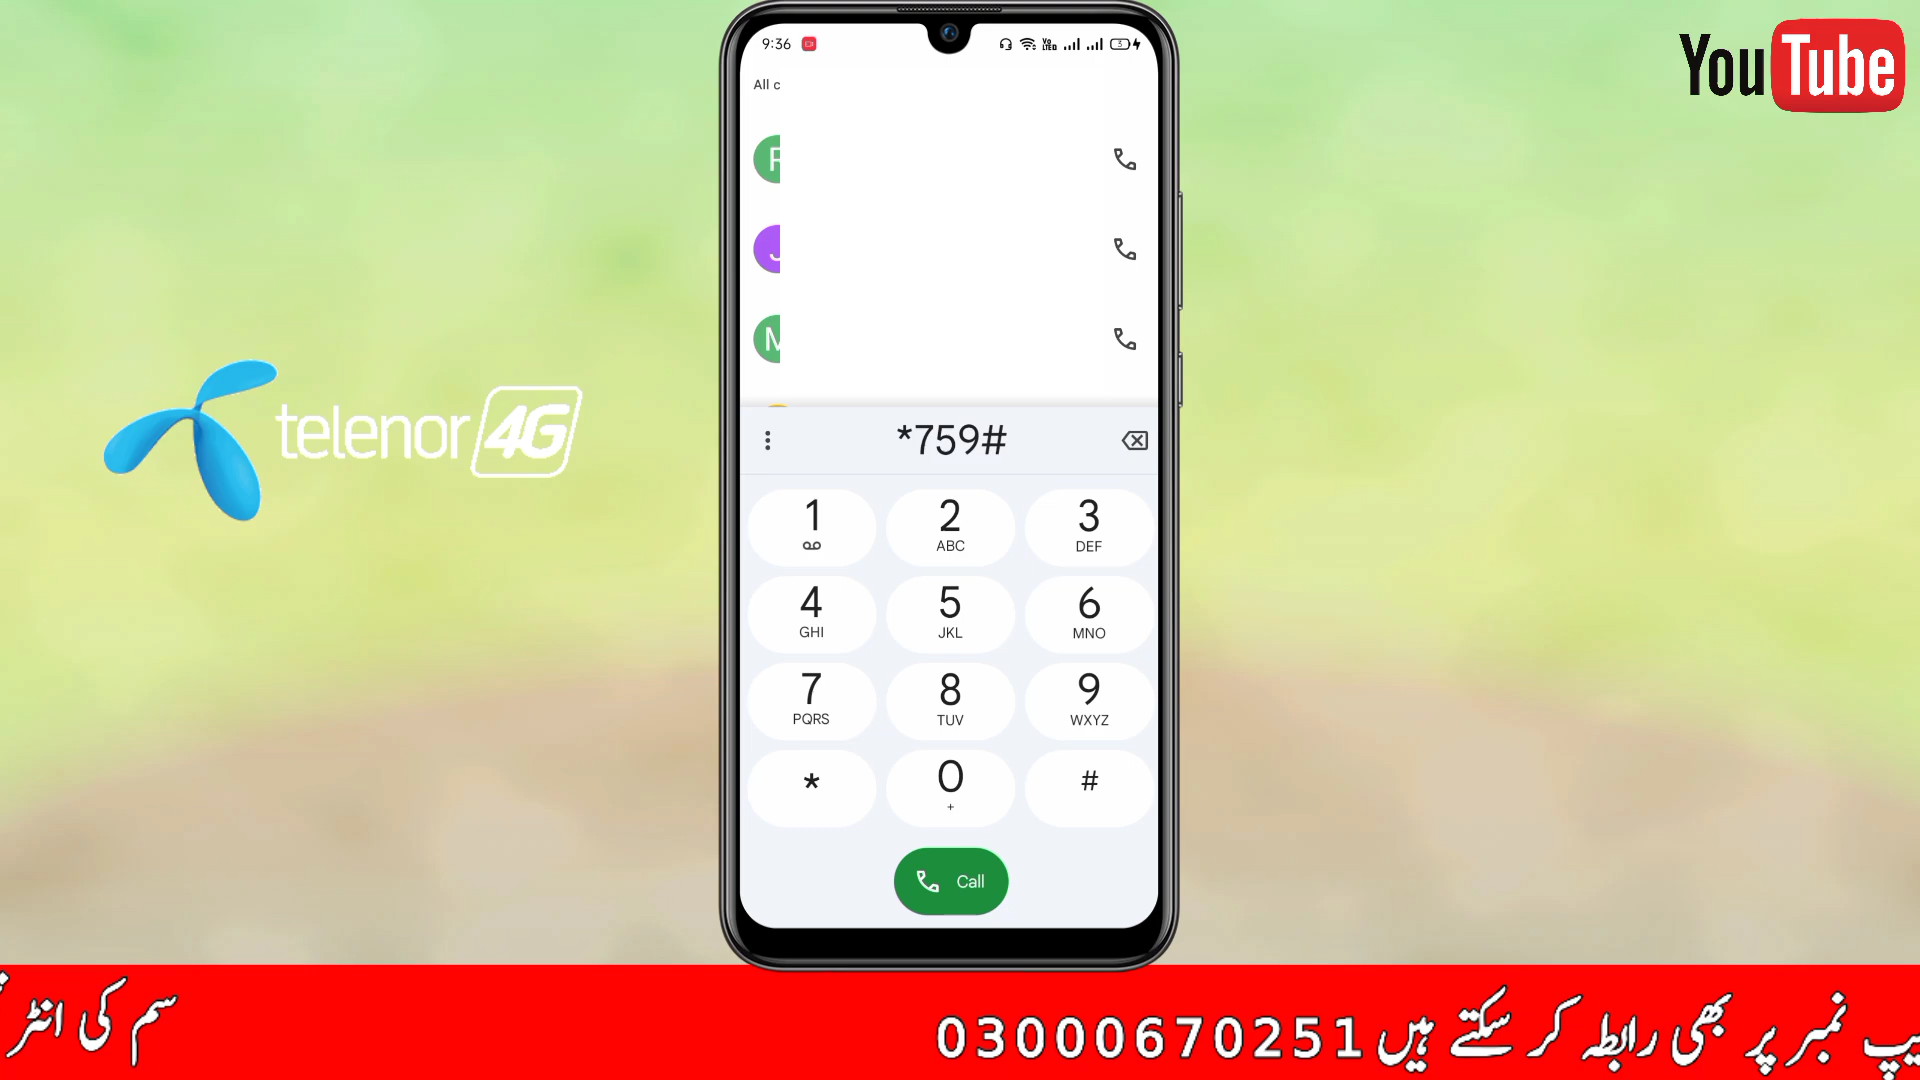 YouTube
9:36
All c
R
J
M
telenor 4G
*759#
1
2 ABC
3 DEF
4 GHI
5 JKL
6 MNO
7 PQRS
8 TUV
9 WXYZ
*
0 +
#
Call
نمبر پر بھی رابطہ کر سکتے ہیں 03000670251
سم کی